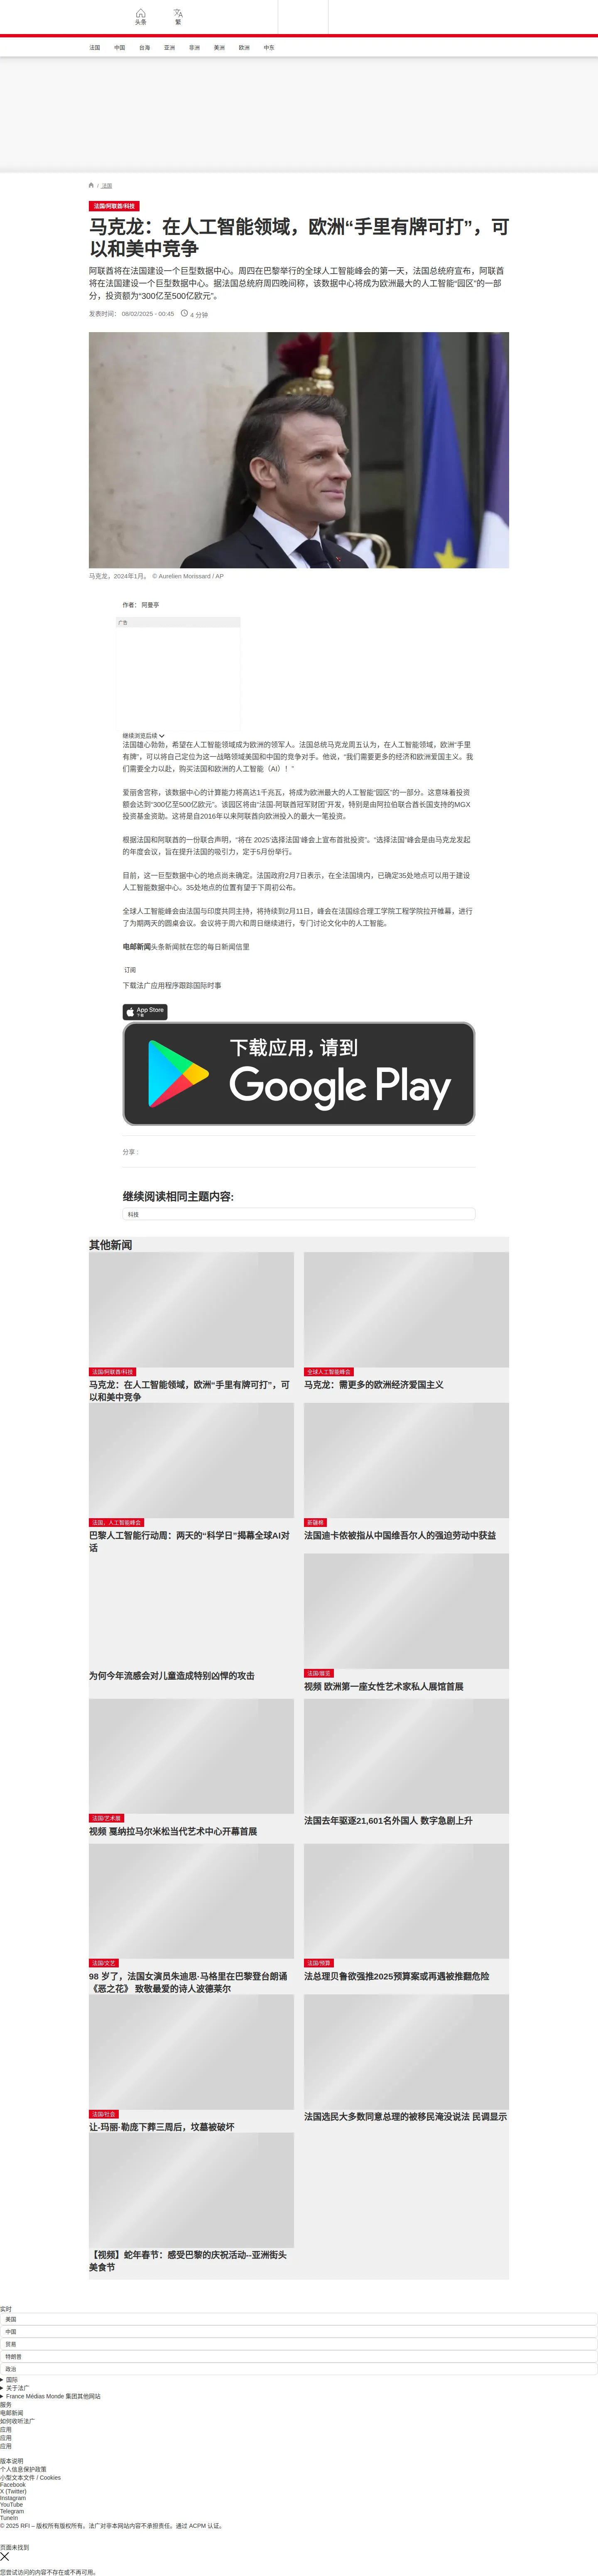 头条
繁
法国 中国 台海 亚洲 非洲 美洲 欧洲 中东
/ 法国
法国/阿联酋/科技
马克龙：在人工智能领域，欧洲“手里有牌可打”，可
以和美中竞争
阿联酋将在法国建设一个巨型数据中心。周四在巴黎举行的全球人工智能峰会的第一天，法国总统府宣布，阿联酋
将在法国建设一个巨型数据中心。据法国总统府周四晚间称，该数据中心将成为欧洲最大的人工智能“园区”的一部
分，投资额为“300亿至500亿欧元”。
发表时间： 08/02/2025 - 00:45 4 分钟
马克龙，2024年1月。 © Aurelien Morissard / AP
作者： 阿曼亭
广告
继续浏览后续
法国雄心勃勃，希望在人工智能领域成为欧洲的领军人。法国总统马克龙周五认为，在人工智能领域，欧洲“手里
有牌”，可以将自己定位为这一战略领域美国和中国的竞争对手。他说，“我们需要更多的经济和欧洲爱国主义。我
们需要全力以赴，购买法国和欧洲的人工智能（AI）！”
爱丽舍宫称，该数据中心的计算能力将高达1千兆瓦，将成为欧洲最大的人工智能“园区”的一部分。这意味着投资
额会达到“300亿至500亿欧元”。该园区将由“法国-阿联酋冠军财团”开发，特别是由阿拉伯联合酋长国支持的MGX
投资基金资助。这将是自2016年以来阿联酋向欧洲投入的最大一笔投资。
根据法国和阿联酋的一份联合声明，“将在 2025‘选择法国’峰会上宣布首批投资”。“选择法国”峰会是由马克龙发起
的年度会议，旨在提升法国的吸引力，定于5月份举行。
目前，这一巨型数据中心的地点尚未确定。法国政府2月7日表示，在全法国境内，已确定35处地点可以用于建设
人工智能数据中心。35处地点的位置有望于下周初公布。
全球人工智能峰会由法国与印度共同主持，将持续到2月11日，峰会在法国综合理工学院工程学院拉开帷幕，进行
了为期两天的圆桌会议。会议将于周六和周日继续进行，专门讨论文化中的人工智能。
电邮新闻头条新闻就在您的每日新闻信里
订阅
下载法广应用程序跟踪国际时事
App Store
下载
下载应用，请到
Google Play
分享 :
继续阅读相同主题内容:
科技
其他新闻
法国/阿联酋/科技
马克龙：在人工智能领域，欧洲“手里有牌可打”，可
以和美中竞争
全球人工智能峰会
马克龙：需更多的欧洲经济爱国主义
法国，人工智能峰会
巴黎人工智能行动周：两天的“科学日”揭幕全球AI对
话
新疆棉
法国迪卡侬被指从中国维吾尔人的强迫劳动中获益
为何今年流感会对儿童造成特别凶悍的攻击
法国/展览
视频 欧洲第一座女性艺术家私人展馆首展
法国/艺术展
视频 戛纳拉马尔米松当代艺术中心开幕首展
法国去年驱逐21,601名外国人 数字急剧上升
法国/文艺
98 岁了，法国女演员朱迪思·马格里在巴黎登台朗诵
《恶之花》 致敬最爱的诗人波德莱尔
法国/预算
法总理贝鲁欲强推2025预算案或再遇被推翻危险
法国/社会
让-玛丽·勒庞下葬三周后，坟墓被破坏
法国选民大多数同意总理的被移民淹没说法 民调显示
【视频】蛇年春节：感受巴黎的庆祝活动--亚洲街头
美食节
实时
美国
中国
贸易
特朗普
政治
国际
关于法广
France Médias Monde 集团其他网站
服务
电邮新闻
如何收听法广
应用
应用
应用
版本说明
个人信息保护政策
小型文本文件 / Cookies
Facebook
X (Twitter)
Instagram
YouTube
Telegram
TuneIn
© 2025 RFI – 版权所有版权所有。法广对非本网站内容不承担责任。通过 ACPM 认证。
页面未找到
您尝试访问的内容不存在或不再可用。